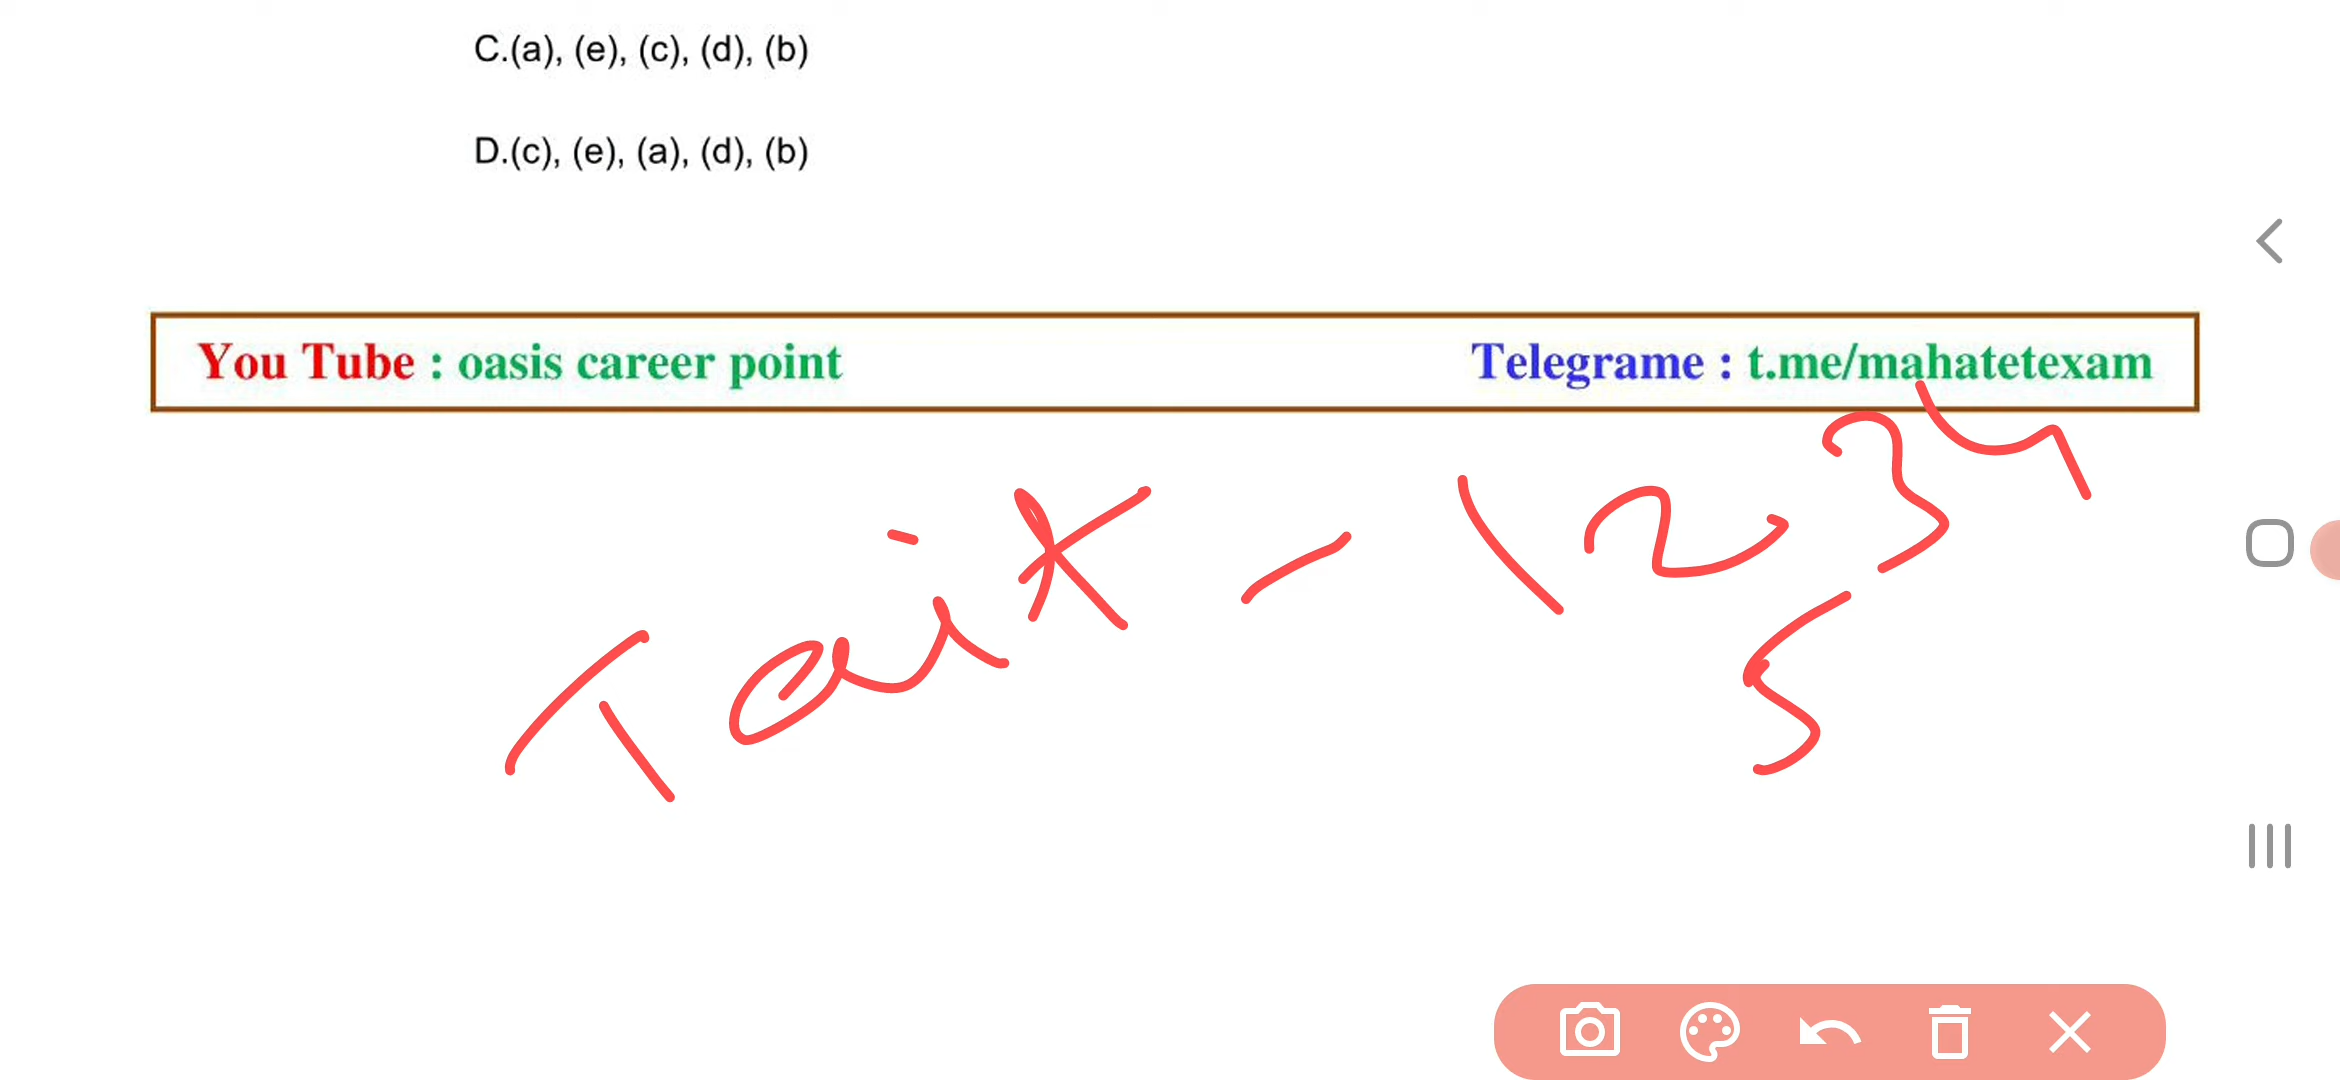 C.(a), (e), (c), (d), (b)
D.(c), (e), (a), (d), (b)
You Tube : oasis career point Telegrame : t.me/mahatetexam
Tait - 1234
5